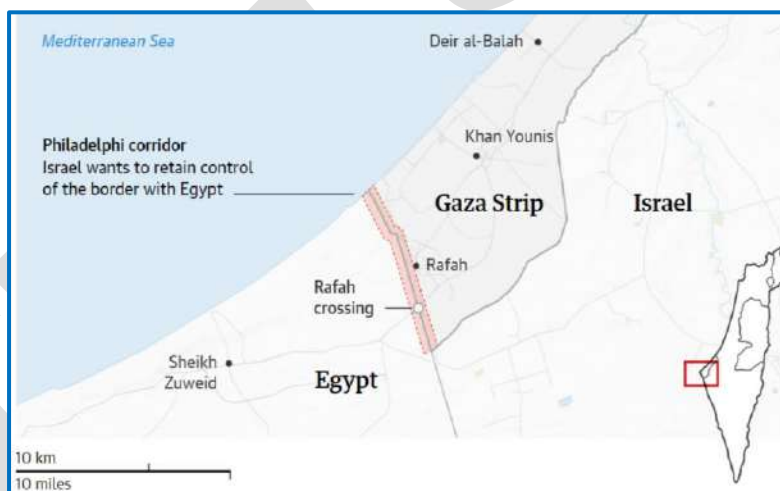 Mediterranean Sea
Deir al-Balah
Philadelphi corridor
Israel wants to retain control
of the border with Egypt
Khan Younis
Gaza Strip
Israel
Rafah
Rafah
crossing
Sheikh
Zuweid
Egypt
10 km
10 miles